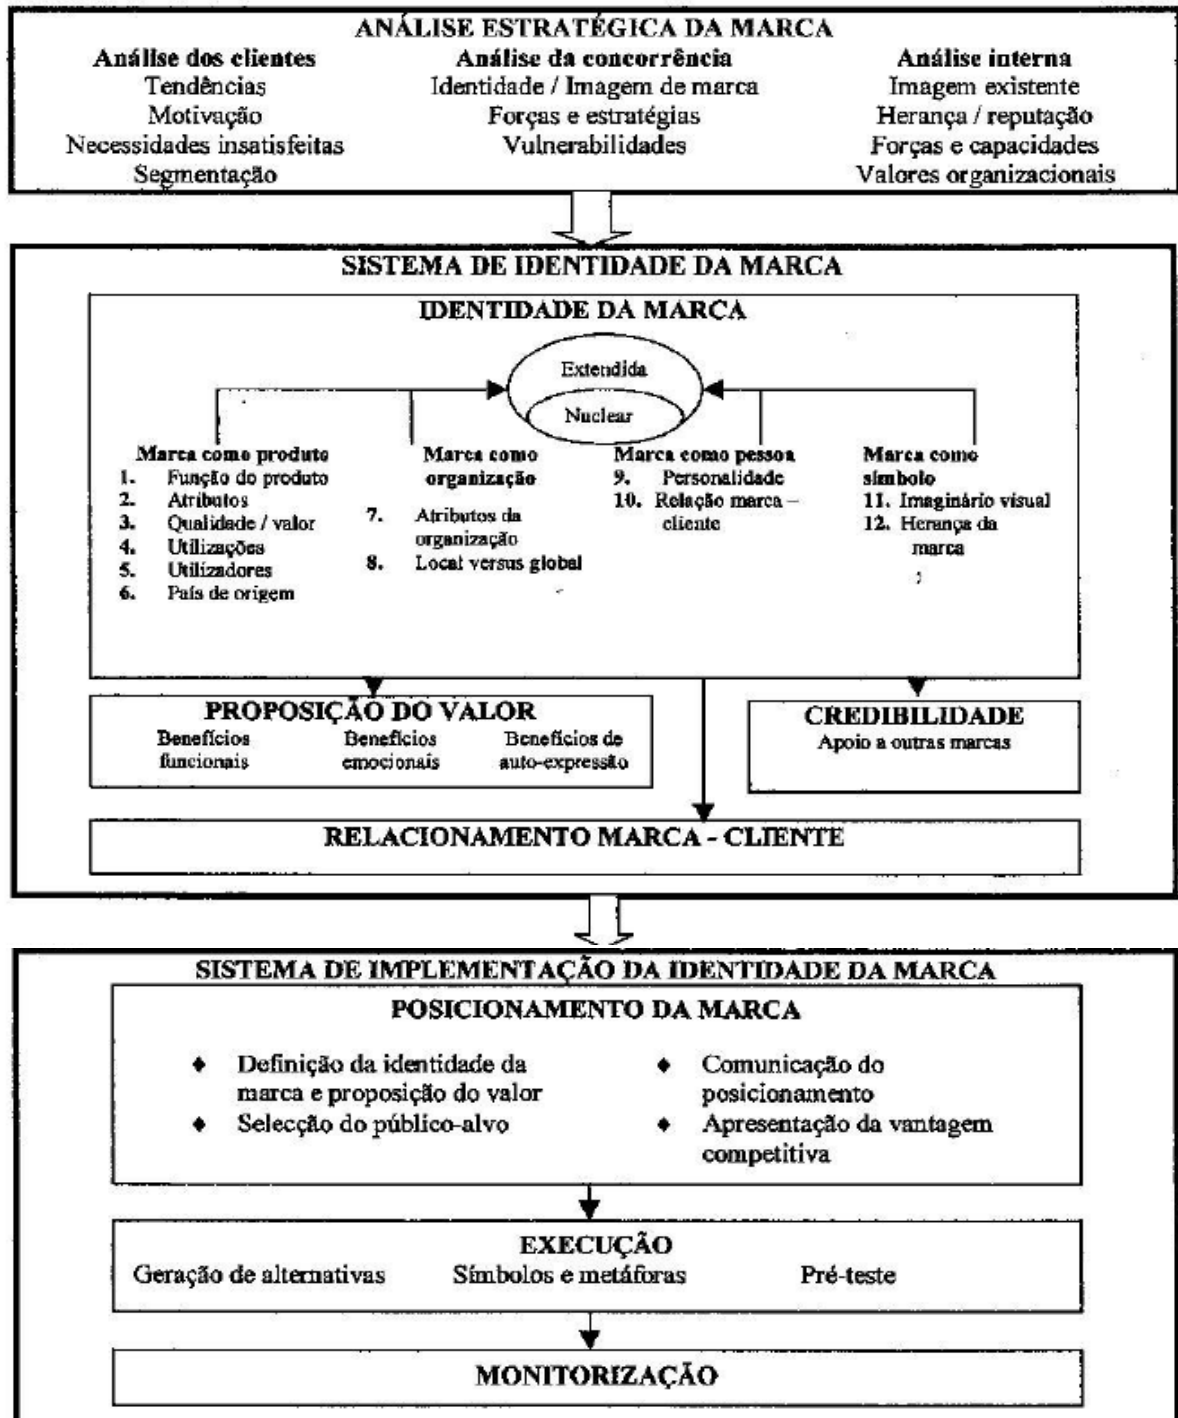 ANÁLISE ESTRATÉGICA DA MARCA
Análise dos clientes
Tendências
Motivação
Necessidades insatisfeitas
Segmentação
Análise da concorrência
Identidade / Imagem de marca
Forças e estratégias
Vulnerabilidades
Análise interna
Imagem existente
Herança / reputação
Forças e capacidades
Valores organizacionais
SISTEMA DE IDENTIDADE DA MARCA
IDENTIDADE DA MARCA
Extendida
Nuclear
Marca como produto
1. Função do produto
2. Atributos
3. Qualidade / valor
4. Utilizações
5. Utilizadores
6. País de origem
Marca como
organização
7. Atributos da
organização
8. Local versus global
Marca como pessoa
9. Personalidade
10. Relação marca –
cliente
Marca como
símbolo
11. Imaginário visual
12. Herança da
marca
PROPOSIÇÃO DO VALOR
Benefícios
funcionais
Benefícios
emocionais
Benefícios de
auto-expressão
CREDIBILIDADE
Apoio a outras marcas
RELACIONAMENTO MARCA - CLIENTE
SISTEMA DE IMPLEMENTAÇÃO DA IDENTIDADE DA MARCA
POSICIONAMENTO DA MARCA
♦ Definição da identidade da
marca e proposição do valor
♦ Selecção do público-alvo
♦ Comunicação do
posicionamento
♦ Apresentação da vantagem
competitiva
EXECUÇÃO
Geração de alternativas
Símbolos e metáforas
Pré-teste
MONITORIZAÇÃO